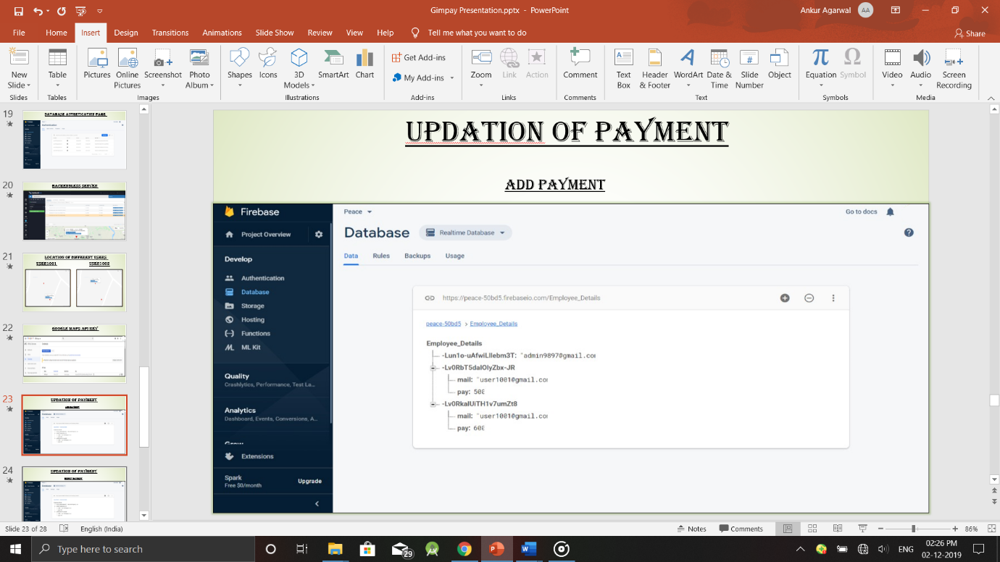 Gimpay Presentation.pptx - PowerPoint
Ankur Agarwal AA
File Home Insert Design Transitions Animations Slide Show Review View Help Tell me what you want to do
Share
New Slide
Table
Pictures
Online Pictures
Screenshot
Photo Album
Shapes
Icons
3D Models
SmartArt
Chart
Get Add-ins
My Add-ins
Zoom
Link
Action
Comment
Text Box
Header & Footer
WordArt
Date & Time
Slide Number
Object
Equation
Symbol
Video
Audio
Screen Recording
Slides Tables Images Illustrations Add-ins Links Comments Text Symbols Media
19
DATABASE AUTHETICATION PAGE
20
BACKENDLESS SERVER
21
LOCATION OF DIFFERENT USERS
USER1001 USER1002
22
GOOGLE MAPS API KEY
23
UPDATION OF PAYMENT
ADD PAYMENT
24
UPDATION OF PAYMENT
UPDATION OF PAYMENT
ADD PAYMENT
Firebase
Project Overview
Develop
Authentication
Database
Storage
Hosting
Functions
ML Kit
Quality
Crashlytics, Performance, Test La...
Analytics
Dashboard, Events, Conversions, A...
Grow
Extensions
Spark
Free $0/month
Upgrade
Peace
Go to docs
Database Realtime Database
Data Rules Backups Usage
https://peace-50bd5.firebaseio.com/Employee_Details
peace-50bd5 > Employee_Details
Employee_Details
-Lun1o-uAfwiLllebm3T: "admin9897@gmail.con
-Lv0RbT5dalOlyZbx-JR
mail: "user1001@gmail.con
pay: 500
-Lv0RkalUiTH1v7umZt8
mail: "user1001@gmail.con
pay: 600
Slide 23 of 28
English (India)
Notes
Comments
86%
Type here to search
29
ENG
02:26 PM
02-12-2019